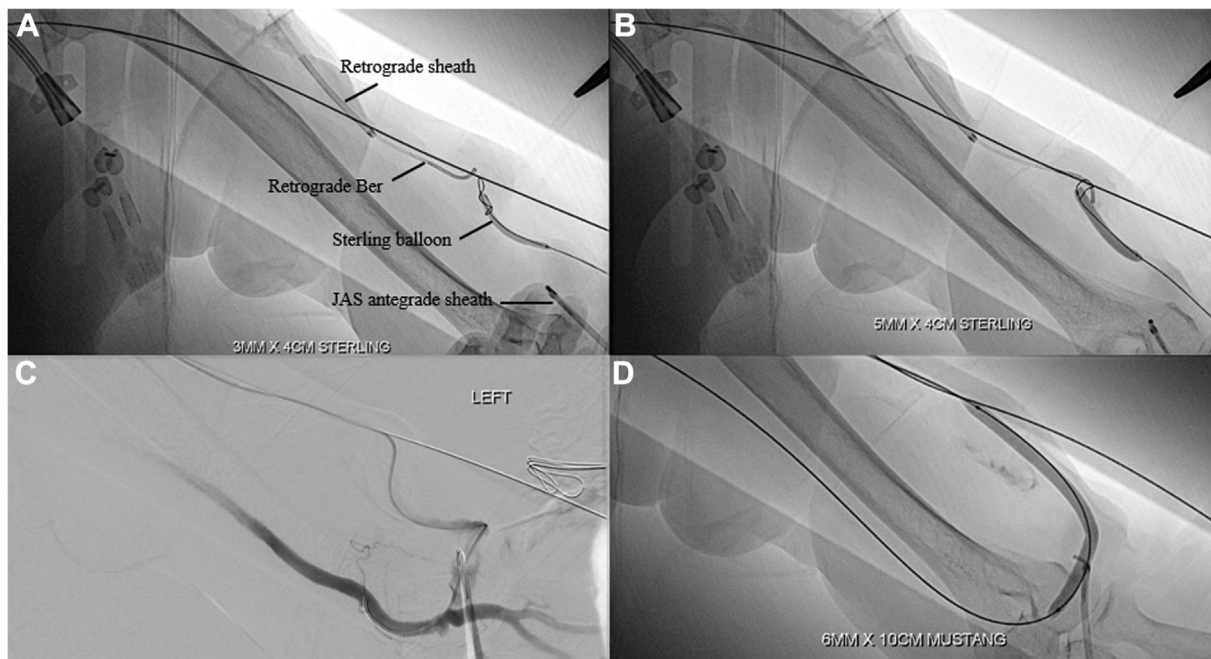 A
Retrograde sheath
Retrograde Ber
Sterling balloon
JAS antegrade sheath
3MM X 4CM STERLING
B
5MM X 4CM STERLING
C
LEFT
D
6MM X 10CM MUSTANG